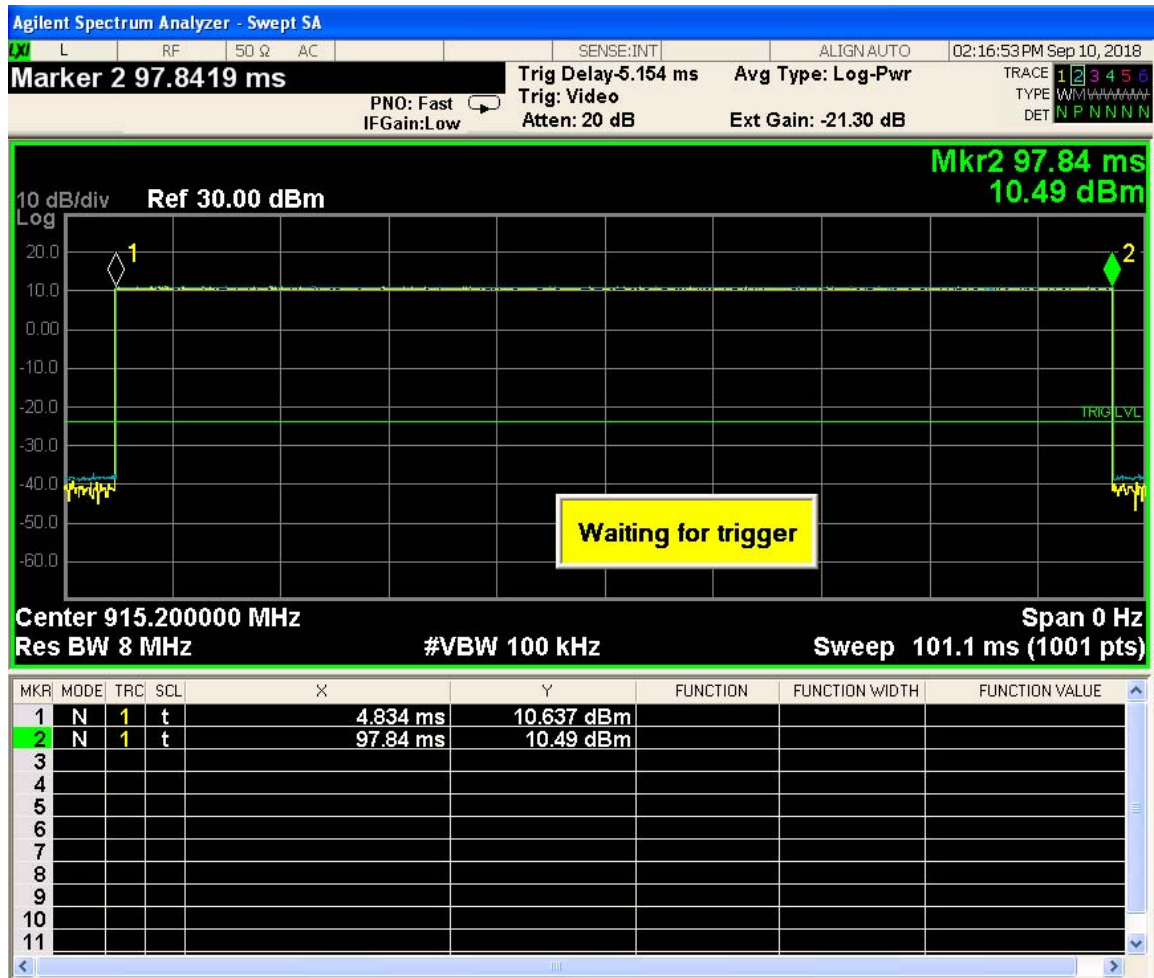 Agilent Spectrum Analyzer - Swept SA
LXI L RF 50 Ω AC SENSE:INT ALIGN AUTO 02:16:53 PM Sep 10, 2018
Marker 2 97.8419 ms
PNO: Fast
IFGain:Low
Trig Delay-5.154 ms
Trig: Video
Atten: 20 dB
Avg Type: Log-Pwr
Ext Gain: -21.30 dB
TRACE 1 2 3 4 5 6
TYPE WMWWWW
DET N P N N N N
Mkr2 97.84 ms
10.49 dBm
10 dB/div Ref 30.00 dBm
Log
1
2
20.0
10.0
0.00
-10.0
-20.0
TRIG LVL
-30.0
-40.0
-50.0
-60.0
Waiting for trigger
Center 915.200000 MHz Span 0 Hz
Res BW 8 MHz #VBW 100 kHz Sweep 101.1 ms (1001 pts)
MKR MODE TRC SCL X Y FUNCTION FUNCTION WIDTH FUNCTION VALUE
1 N 1 t 4.834 ms 10.637 dBm
2 N 1 t 97.84 ms 10.49 dBm
3
4
5
6
7
8
9
10
11